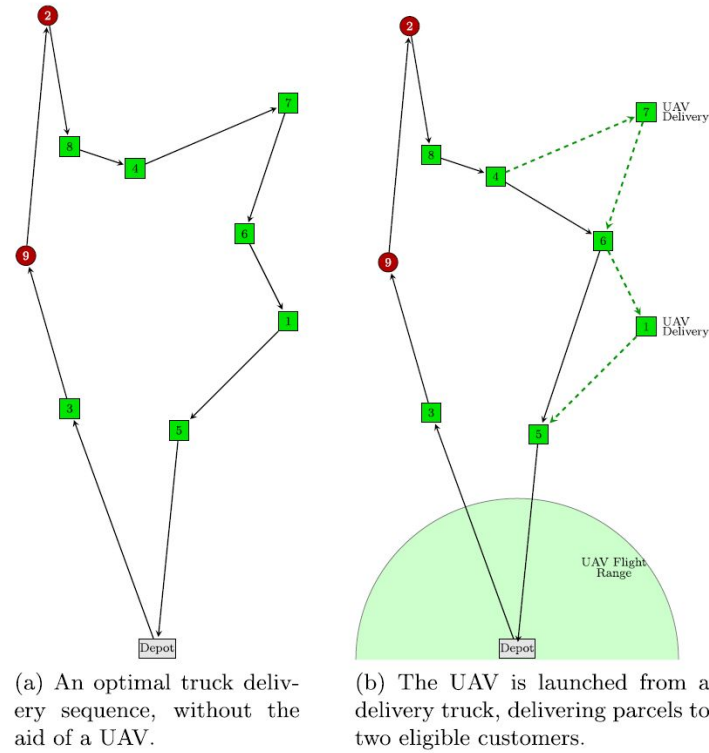 2
7
8
4
6
9
1
3
5
Depot
(a) An optimal truck deliv-
ery sequence, without the
aid of a UAV.
2
7
UAV
Delivery
8
4
6
9
1
UAV
Delivery
3
5
UAV Flight
Range
Depot
(b) The UAV is launched from a
delivery truck, delivering parcels to
two eligible customers.